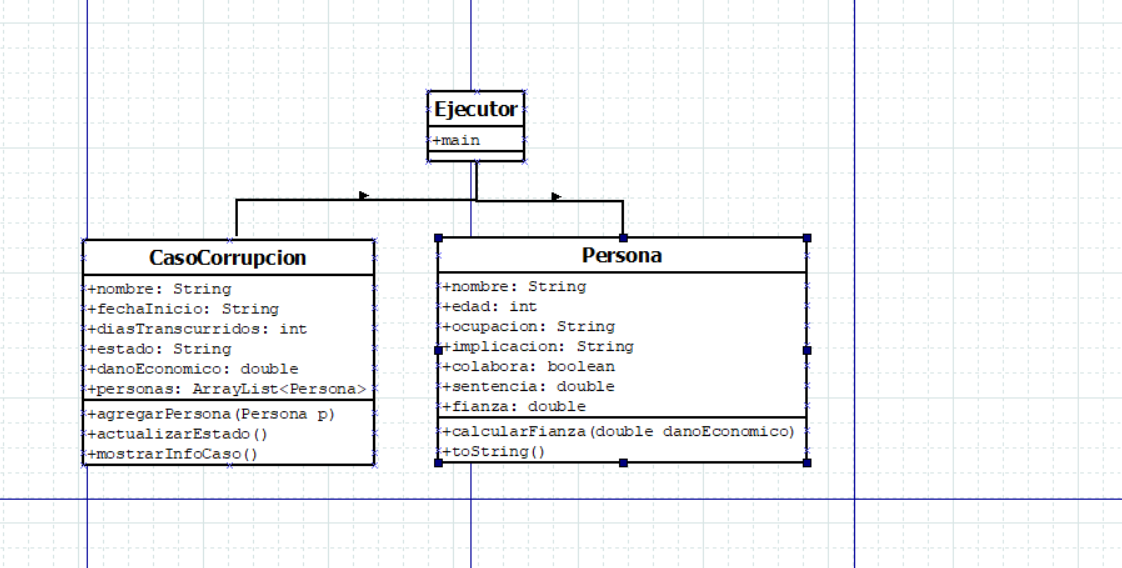 Ejecutor
+main
CasoCorrupcion
+nombre: String
+fechaInicio: String
+diasTranscurridos: int
+estado: String
+danoEconomico: double
+personas: ArrayList<Persona>
+agregarPersona(Persona p)
+actualizarEstado()
+mostrarInfoCaso()
Persona
+nombre: String
+edad: int
+ocupacion: String
+implicacion: String
+colabora: boolean
+sentencia: double
+fianza: double
+calcularFianza(double danoEconomico)
+toString()